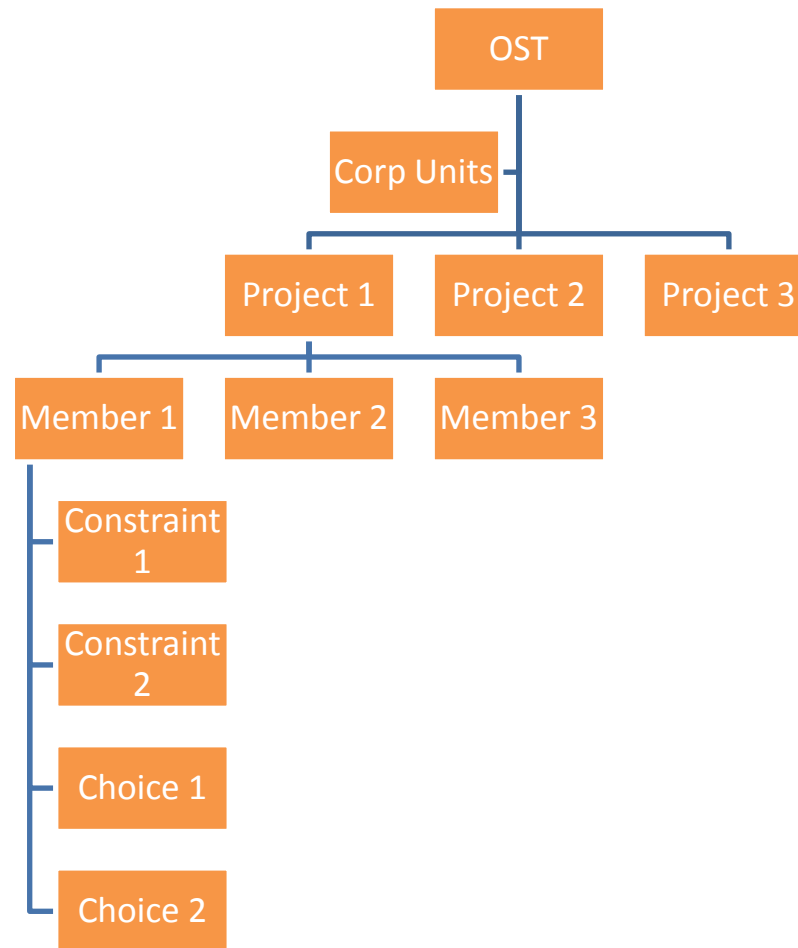 OST
Corp Units
Project 1
Project 2
Project 3
Member 1
Member 2
Member 3
Constraint
1
Constraint
2
Choice 1
Choice 2